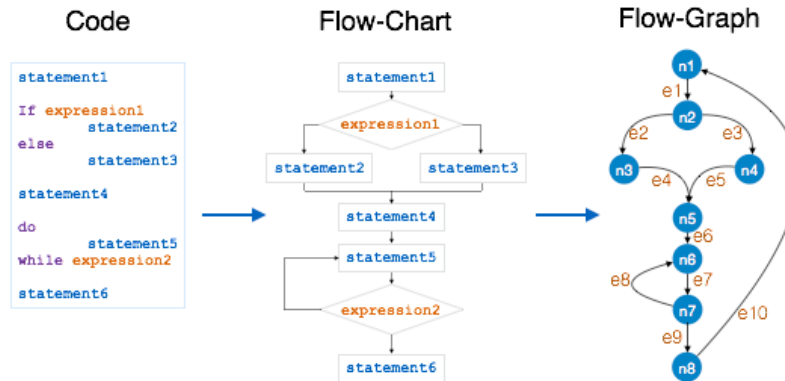 Code
Flow-Chart
Flow-Graph
statement1
If expression1
statement2
else
statement3
statement4
do
statement5
while expression2
statement6
statement1
expression1
statement2
statement3
statement4
statement5
expression2
statement6
n1
e1
n2
e2
e3
n3
e4
e5
n4
n5
e6
n6
e8
e7
n7
e10
e9
n8